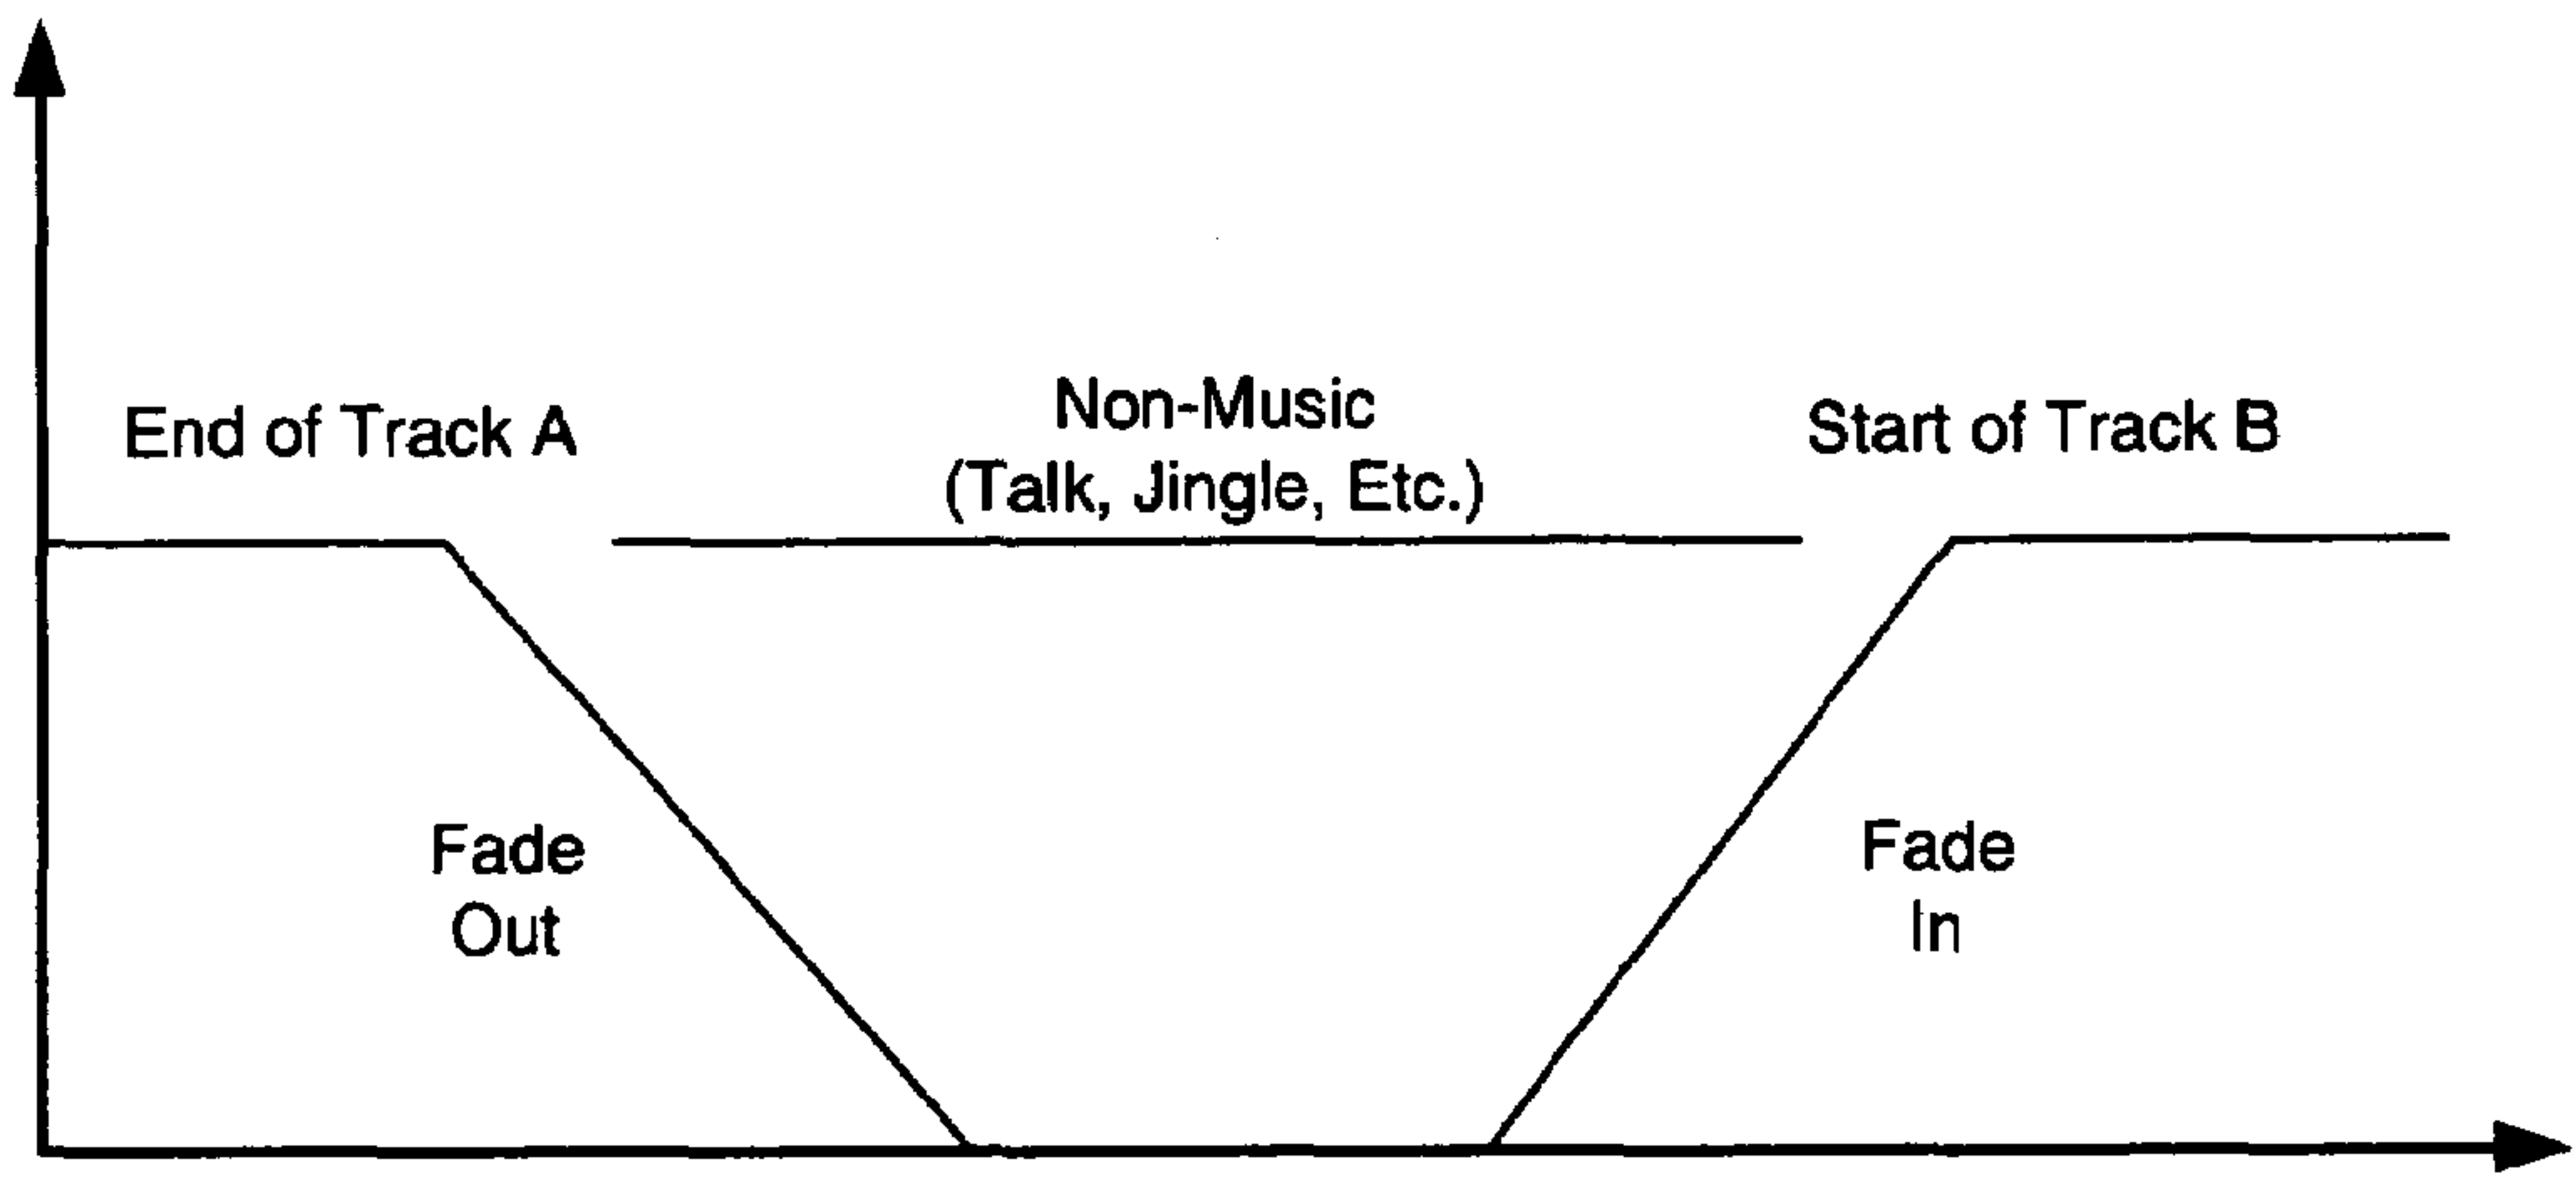 End of Track A
Non-Music
(Talk, Jingle, Etc.)
Start of Track B
Fade
Out
Fade
In